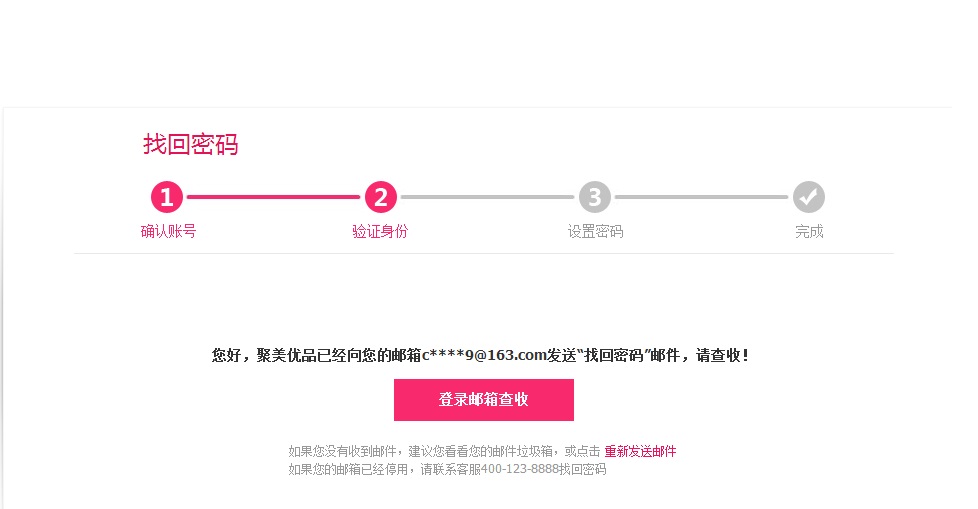 找回密码
1 2 3
确认账号 验证身份 设置密码 完成
您好，聚美优品已经向您的邮箱c****9@163.com发送“找回密码”邮件，请查收！
登录邮箱查收
如果您没有收到邮件，建议您看看您的邮件垃圾箱，或点击 重新发送邮件
如果您的邮箱已经停用，请联系客服400-123-8888找回密码